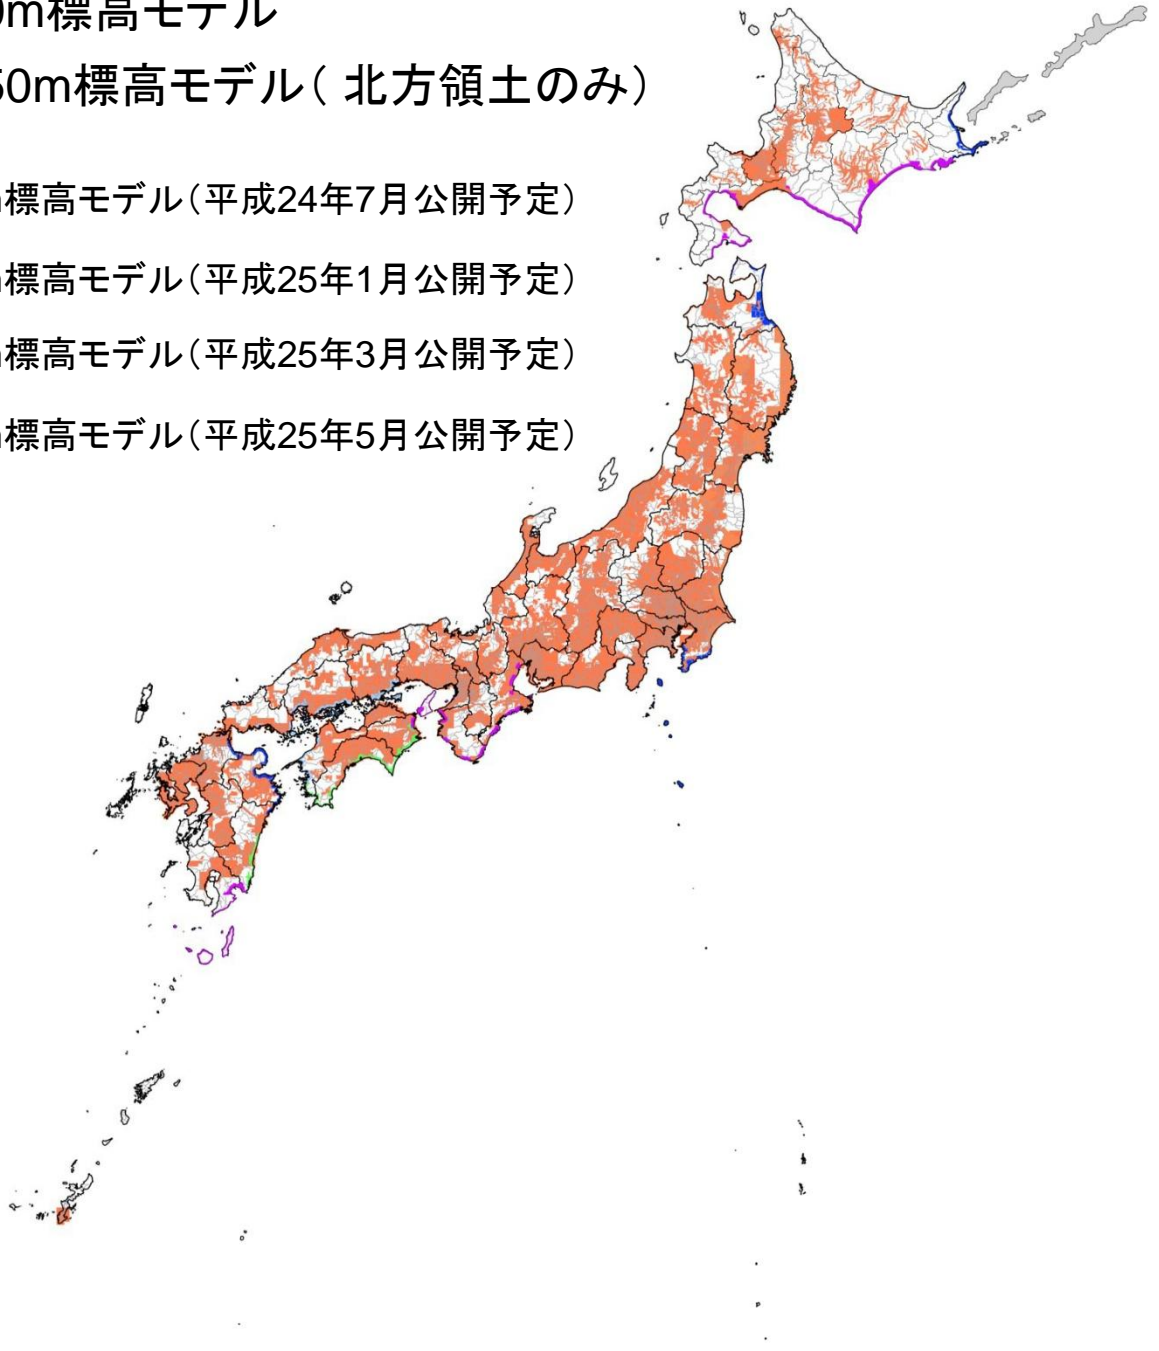 0m標高モデル
50m標高モデル( 北方領土のみ)
標高モデル(平成24年7月公開予定)
標高モデル(平成25年1月公開予定)
標高モデル(平成25年3月公開予定)
標高モデル(平成25年5月公開予定)